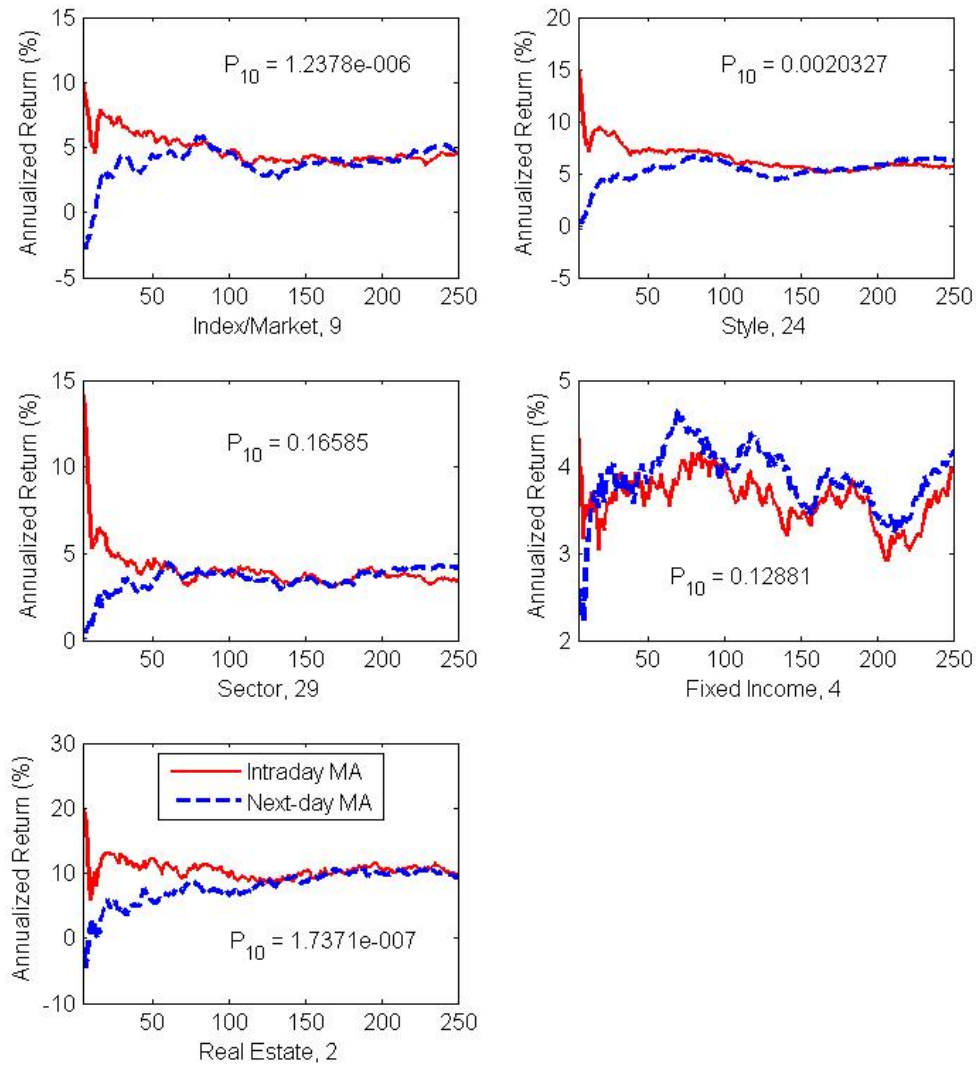 15
10
5
0
-5
Annualized Return (%)
P10 = 1.2378e-006
50 100 150 200 250
Index/Market, 9
20
15
10
5
0
-5
Annualized Return (%)
P10 = 0.0020327
50 100 150 200 250
Style, 24
15
10
5
0
Annualized Return (%)
P10 = 0.16585
50 100 150 200 250
Sector, 29
5
4
3
2
Annualized Return (%)
P10 = 0.12881
50 100 150 200 250
Fixed Income, 4
30
20
10
0
-10
Annualized Return (%)
Intraday MA
Next-day MA
P10 = 1.7371e-007
50 100 150 200 250
Real Estate, 2